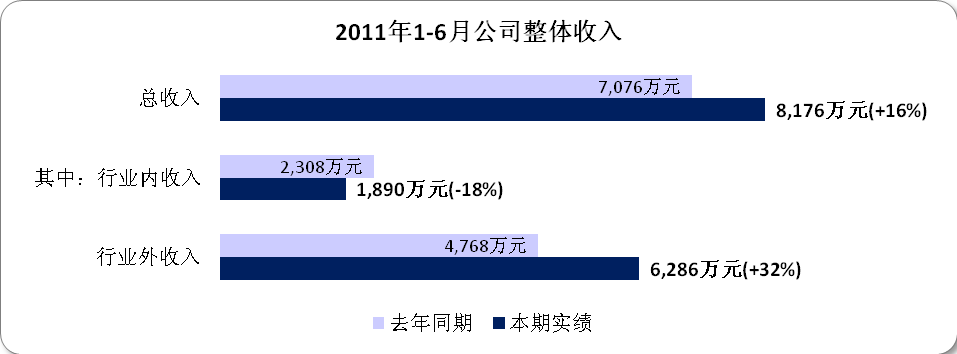 2011年1-6月公司整体收入
总收入
7,076万元
8,176万元(+16%)
其中：行业内收入
2,308万元
1,890万元(-18%)
行业外收入
4,768万元
6,286万元(+32%)
去年同期 本期实绩